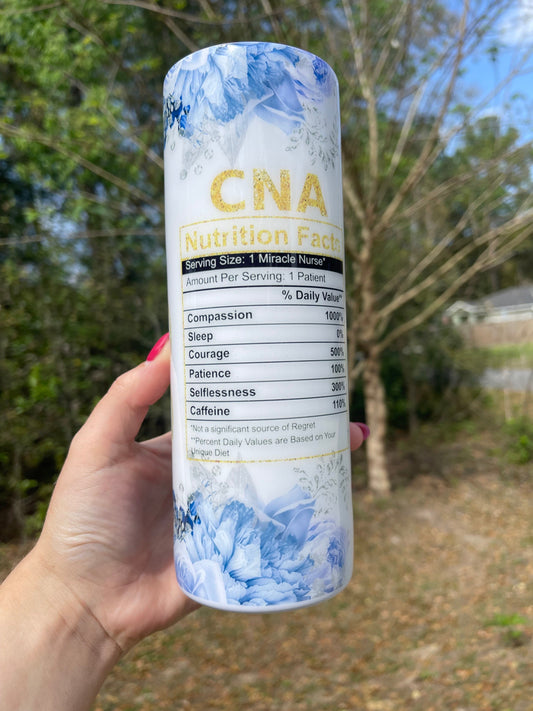 CNA
Nutrition Facts
Serving Size: 1 Miracle Nurse*
Amount Per Serving: 1 Patient
% Daily Value**
Compassion 1000%
Sleep 0%
Courage 500%
Patience 100%
Selflessness 300%
Caffeine 110%
*Not a significant source of Regret
**Percent Daily Values are Based on Your
Unique Diet